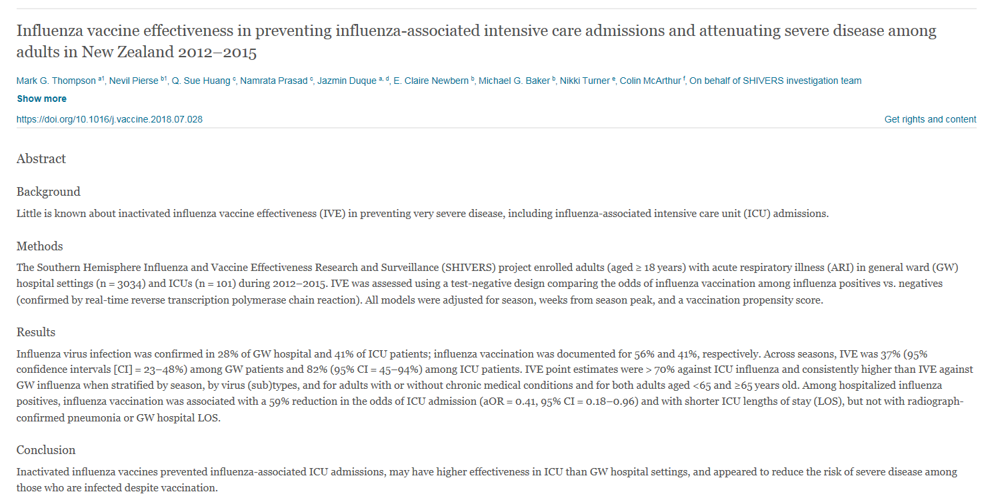 Influenza vaccine effectiveness in preventing influenza-associated intensive care admissions and attenuating severe disease among
adults in New Zealand 2012–2015
Mark G. Thompson a1, Nevil Pierse b1, Q. Sue Huang c, Namrata Prasad c, Jazmin Duque a, d, E. Claire Newbern b, Michael G. Baker b, Nikki Turner e, Colin McArthur f, On behalf of SHIVERS investigation team
Show more
https://doi.org/10.1016/j.vaccine.2018.07.028 Get rights and content
Abstract
Background
Little is known about inactivated influenza vaccine effectiveness (IVE) in preventing very severe disease, including influenza-associated intensive care unit (ICU) admissions.
Methods
The Southern Hemisphere Influenza and Vaccine Effectiveness Research and Surveillance (SHIVERS) project enrolled adults (aged ≥ 18 years) with acute respiratory illness (ARI) in general ward (GW)
hospital settings (n = 3034) and ICUs (n = 101) during 2012–2015. IVE was assessed using a test-negative design comparing the odds of influenza vaccination among influenza positives vs. negatives
(confirmed by real-time reverse transcription polymerase chain reaction). All models were adjusted for season, weeks from season peak, and a vaccination propensity score.
Results
Influenza virus infection was confirmed in 28% of GW hospital and 41% of ICU patients; influenza vaccination was documented for 56% and 41%, respectively. Across seasons, IVE was 37% (95%
confidence intervals [CI] = 23–48%) among GW patients and 82% (95% CI = 45–94%) among ICU patients. IVE point estimates were > 70% against ICU influenza and consistently higher than IVE against
GW influenza when stratified by season, by virus (sub)types, and for adults with or without chronic medical conditions and for both adults aged <65 and ≥65 years old. Among hospitalized influenza
positives, influenza vaccination was associated with a 59% reduction in the odds of ICU admission (aOR = 0.41, 95% CI = 0.18–0.96) and with shorter ICU lengths of stay (LOS), but not with radiograph-
confirmed pneumonia or GW hospital LOS.
Conclusion
Inactivated influenza vaccines prevented influenza-associated ICU admissions, may have higher effectiveness in ICU than GW hospital settings, and appeared to reduce the risk of severe disease among
those who are infected despite vaccination.